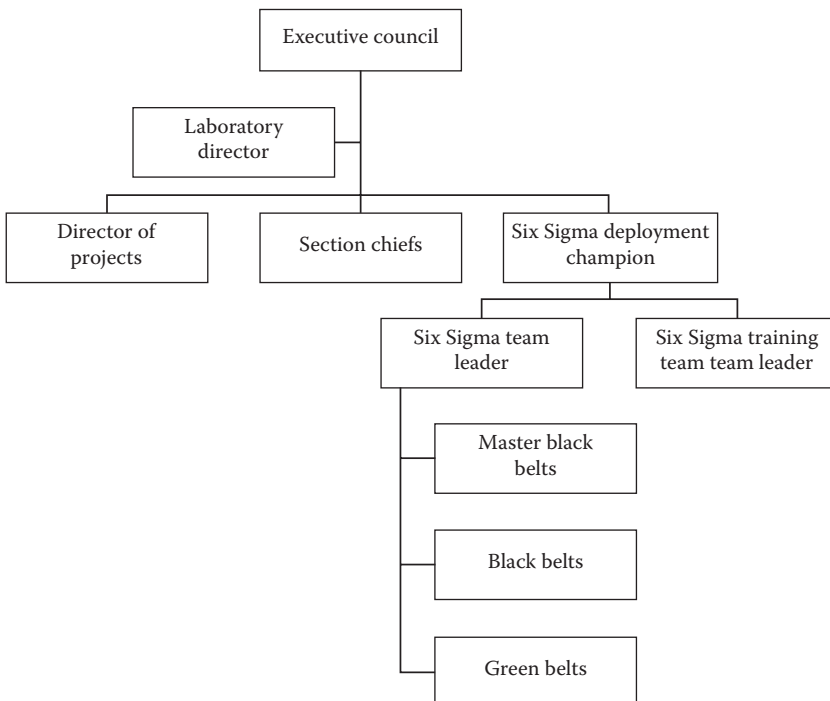 Executive council
Laboratory
director
Director of
projects
Section chiefs
Six Sigma deployment
champion
Six Sigma team
leader
Six Sigma training
team team leader
Master black
belts
Black belts
Green belts